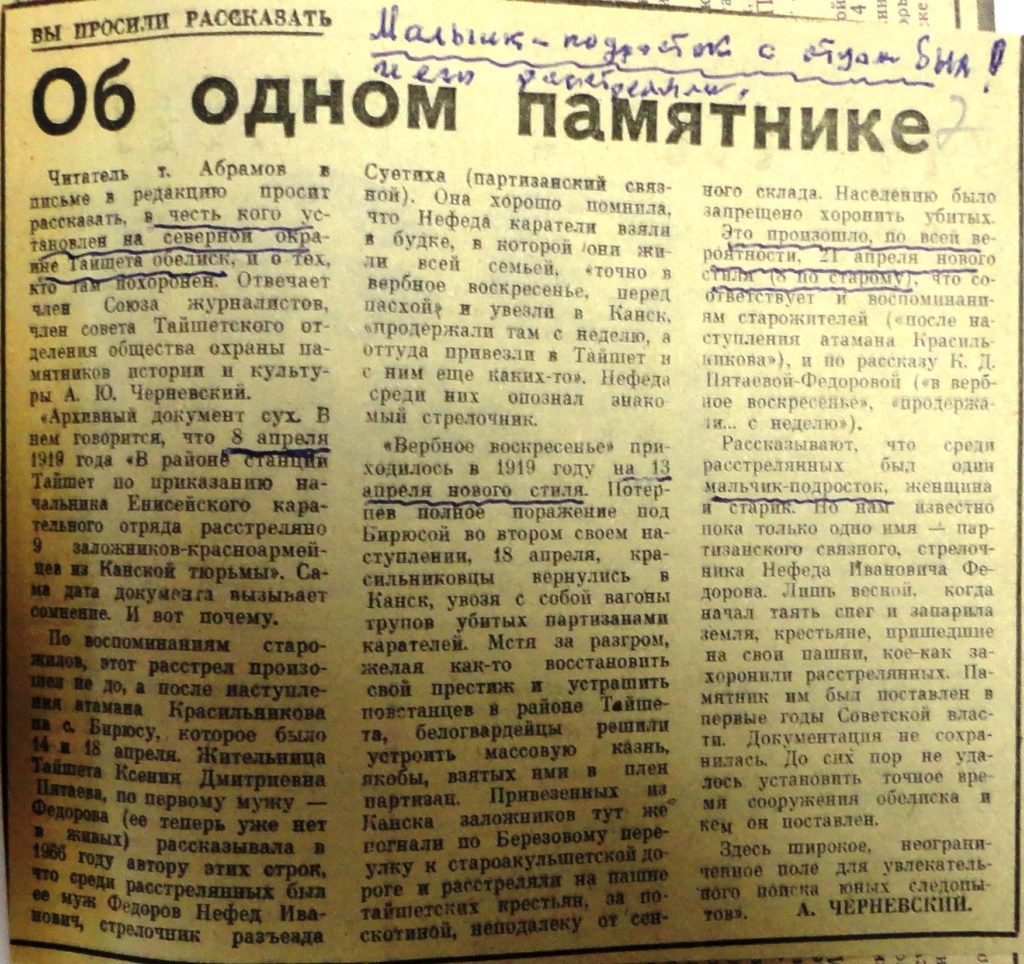 ВЫ ПРОСИЛИ РАССКАЗАТЬ
Малыш-подросток с отцом был!
и его расстреляли.
Об одном памятнике
Читатель т. Абрамов в
письме в редакцию просит
рассказать, в честь кого ус-
тановлен на северной окра-
ине Тайшета обелиск, и о тех,
кто там похоронен. Отвечает
член Союза журналистов,
член совета Тайшетского от-
деления общества охраны па-
мятников истории и культу-
ры А. Ю. Черневский.
«Архивный документ сух. В
нем говорится, что 8 апреля
1919 года «В районе станции
Тайшет по приказанию на-
чальника Енисейского кара-
тельного отряда расстреляно
9 заложников-красноармей-
цев из Канской тюрьмы». Са-
ма дата документа вызывает
сомнение. И вот почему.
По воспоминаниям старо-
жилов, этот расстрел произо-
шел не до, а после наступле-
ния атамана Красильникова
на с. Бирюсу, которое было
14 и 18 апреля. Жительница
Тайшета Ксения Дмитриевна
Пятаева, по первому мужу —
Федорова (ее теперь уже нет
в живых) рассказывала в
1966 году автору этих строк,
что среди расстрелянных был
ее муж Федоров Нефед Ива-
нович, стрелочник разъезда
Суетиха (партизанский связ-
ной). Она хорошо помнила,
что Нефеда каратели взяли
в будке, в которой они жи-
ли всей семьей, «точно в
вербное воскресенье, перед
пасхой» и увезли в Канск,
«продержали там с неделю, а
оттуда привезли в Тайшет и
с ним еще каких-то». Нефеда
среди них опознал знако-
мый стрелочник.
«Вербное воскресенье» при-
ходилось в 1919 году на 13
апреля нового стиля. Потер-
пев полное поражение под
Бирюсой во втором своем на-
ступлении, 18 апреля, кра-
сильниковцы вернулись в
Канск, увозя с собой вагоны
трупов убитых партизанами
карателей. Мстя за разгром,
желая как-то восстановить
свой престиж и устрашить
повстанцев в районе Тайше-
та, белогвардейцы решили
устроить массовую казнь,
якобы, взятых ими в плен
партизан. Привезенных из
Канска заложников тут же
погнали по Березовому пере-
улку к староакульшетской до-
роге и расстреляли на пашне
тайшетских крестьян, за по-
скотиной, неподалеку от сен-
ного склада. Населению было
запрещено хоронить убитых.
Это произошло, по всей ве-
роятности, 21 апреля нового
стиля (8 по старому), что со-
ответствует и воспоминани-
ям старожителей («после на-
ступления атамана Красиль-
никова»), и по рассказу К. Д.
Пятаевой-Федоровой («в верб-
ное воскресенье», «продержа-
ли... с неделю»).
Рассказывают, что среди
расстрелянных был один
мальчик-подросток, женщина
и старик. Но нам известно
пока только одно имя — пар-
тизанского связного, стрелоч-
ника Нефеда Ивановича Фе-
дорова. Лишь весной, когда
начал таять снег и запарила
земля, крестьяне, пришедшие
на свои пашни, кое-как за-
хоронили расстрелянных. Па-
мятник им был поставлен в
первые годы Советской влас-
ти. Документация не сохра-
нилась. До сих пор не уда-
лось установить точное вре-
мя сооружения обелиска и
кем он поставлен.
Здесь широкое, неограни-
ченное поле для увлекатель-
ного поиска юных следопы-
тов». А. ЧЕРНЕВСКИЙ.